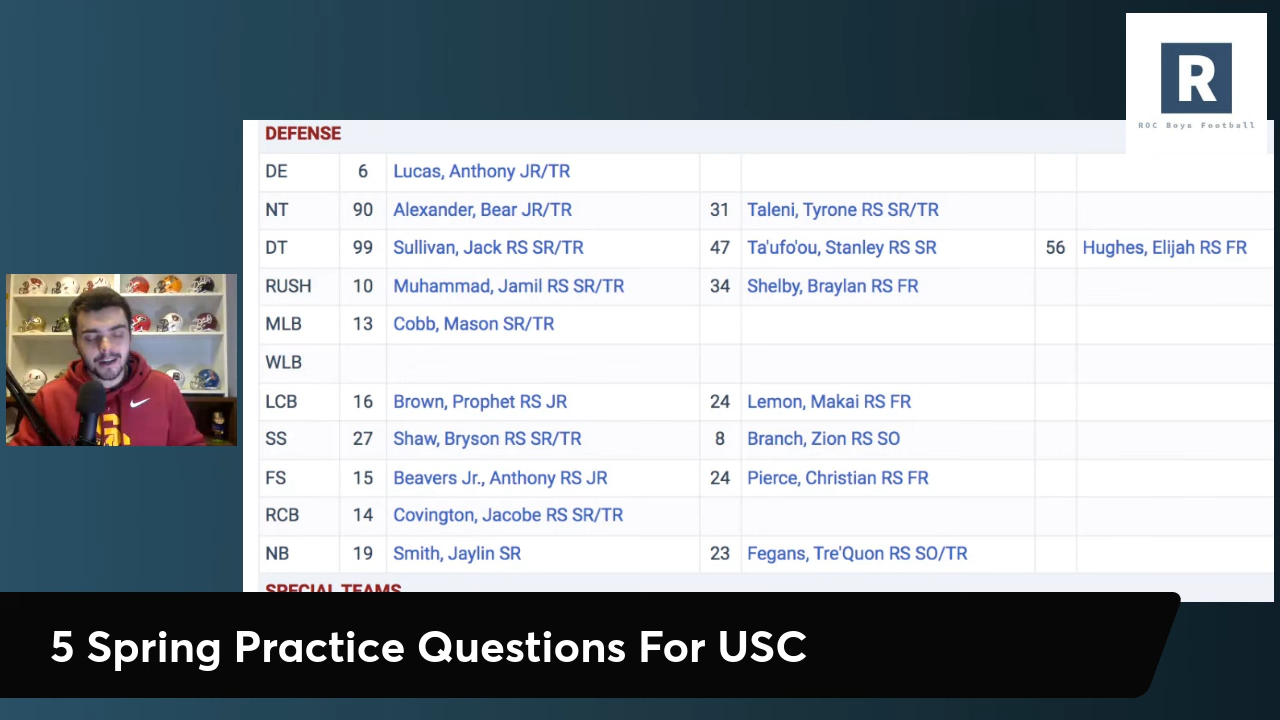 R
ROC Boys Football
DEFENSE
DE 6 Lucas, Anthony JR/TR
NT 90 Alexander, Bear JR/TR 31 Taleni, Tyrone RS SR/TR
DT 99 Sullivan, Jack RS SR/TR 47 Ta'ufo'ou, Stanley RS SR 56 Hughes, Elijah RS FR
RUSH 10 Muhammad, Jamil RS SR/TR 34 Shelby, Braylan RS FR
MLB 13 Cobb, Mason SR/TR
WLB
LCB 16 Brown, Prophet RS JR 24 Lemon, Makai RS FR
SS 27 Shaw, Bryson RS SR/TR 8 Branch, Zion RS SO
FS 15 Beavers Jr., Anthony RS JR 24 Pierce, Christian RS FR
RCB 14 Covington, Jacobe RS SR/TR
NB 19 Smith, Jaylin SR 23 Fegans, Tre'Quon RS SO/TR
SPECIAL TEAMS
5 Spring Practice Questions For USC